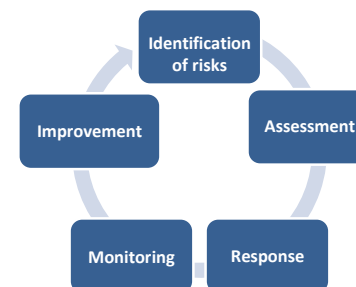 Identification
of risks
Assessment
Response
Monitoring
Improvement